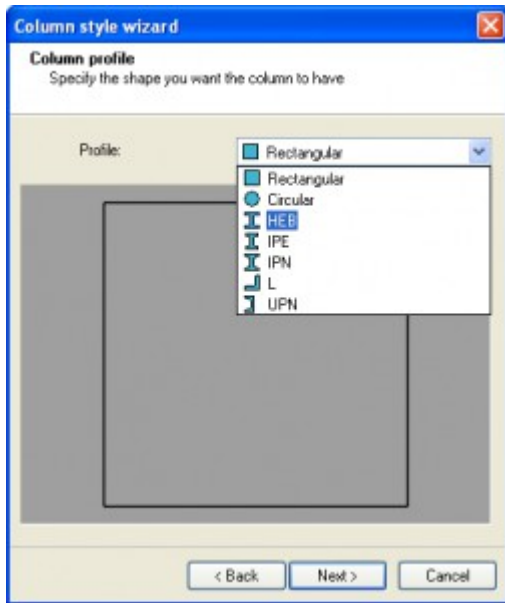 Column style wizard
Column profile
Specify the shape you want the column to have
Profile:
Rectangular
Rectangular
Circular
HEB
IPE
IPN
L
UPN
< Back
Next >
Cancel